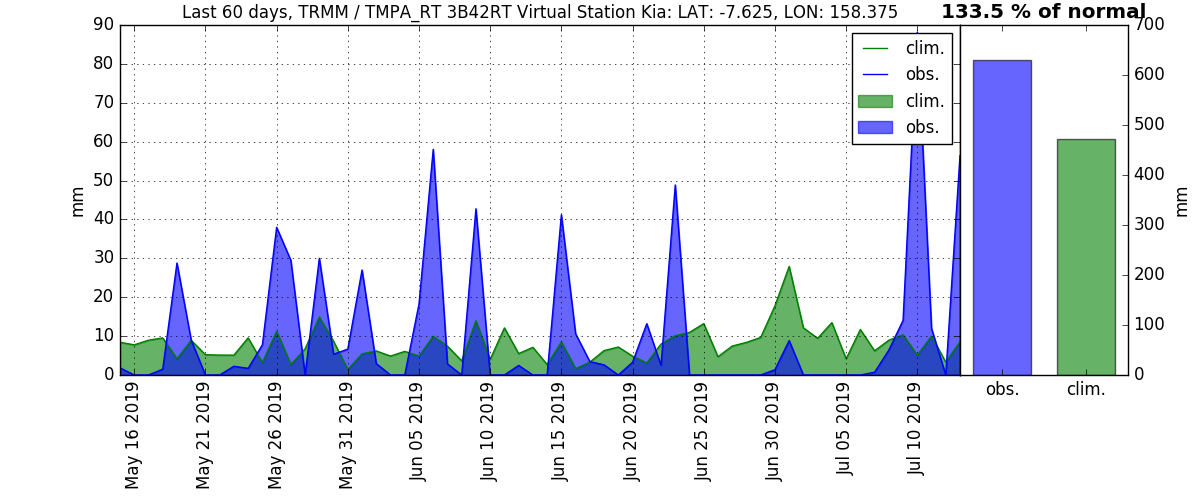 Last 60 days, TRMM / TMPA_RT 3B42RT Virtual Station Kia: LAT: -7.625, LON: 158.375
133.5 % of normal
90
80
70
60
50
40
30
20
10
0
mm
clim.
obs.
clim.
obs.
May 16 2019
May 21 2019
May 26 2019
May 31 2019
Jun 05 2019
Jun 10 2019
Jun 15 2019
Jun 20 2019
Jun 25 2019
Jun 30 2019
Jul 05 2019
Jul 10 2019
700
600
500
400
300
200
100
0
mm
obs.
clim.